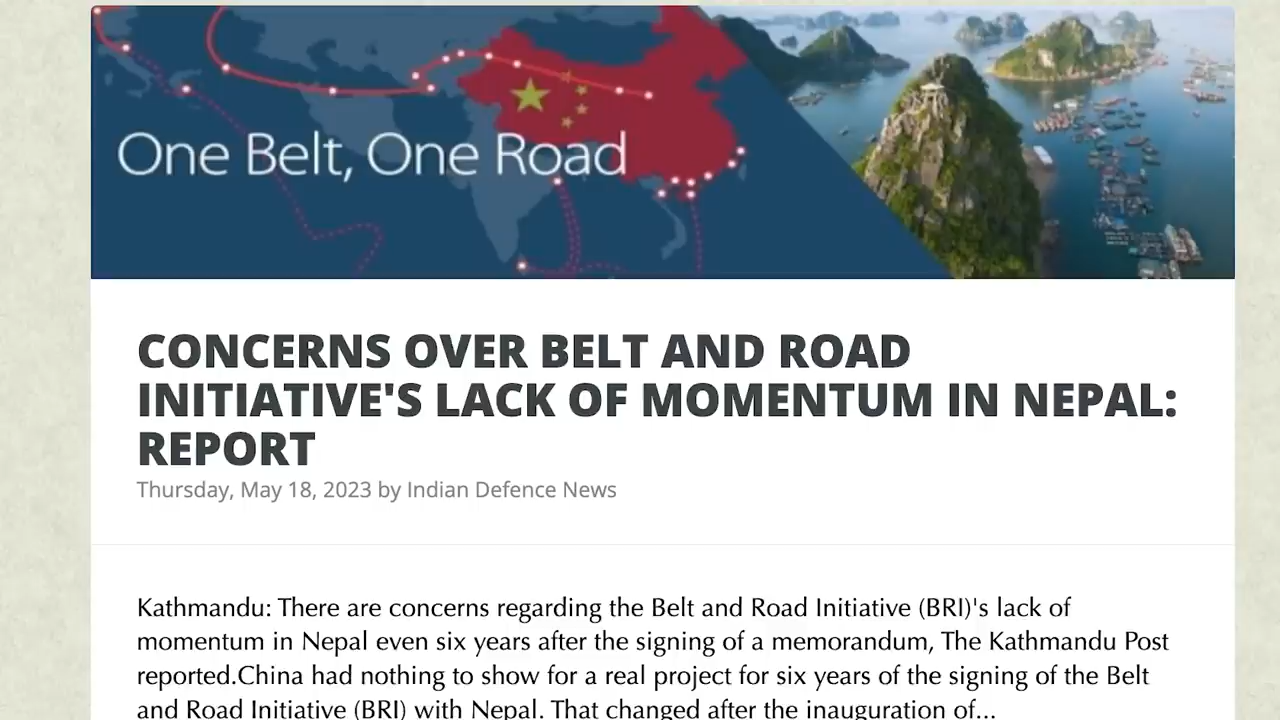 One Belt, One Road
CONCERNS OVER BELT AND ROAD
INITIATIVE'S LACK OF MOMENTUM IN NEPAL:
REPORT
Thursday, May 18, 2023 by Indian Defence News
Kathmandu: There are concerns regarding the Belt and Road Initiative (BRI)'s lack of
momentum in Nepal even six years after the signing of a memorandum, The Kathmandu Post
reported.China had nothing to show for a real project for six years of the signing of the Belt
and Road Initiative (BRI) with Nepal. That changed after the inauguration of...